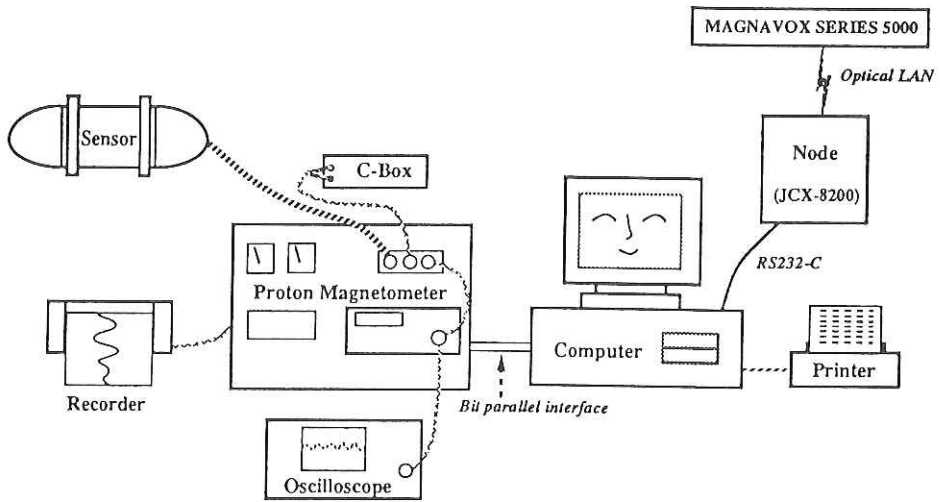 MAGNAVOX SERIES 5000
Optical LAN
Sensor
C-Box
Node
(JCX-8200)
RS232-C
Proton Magnetometer
Computer
Printer
Recorder
Bit parallel interface
Oscilloscope